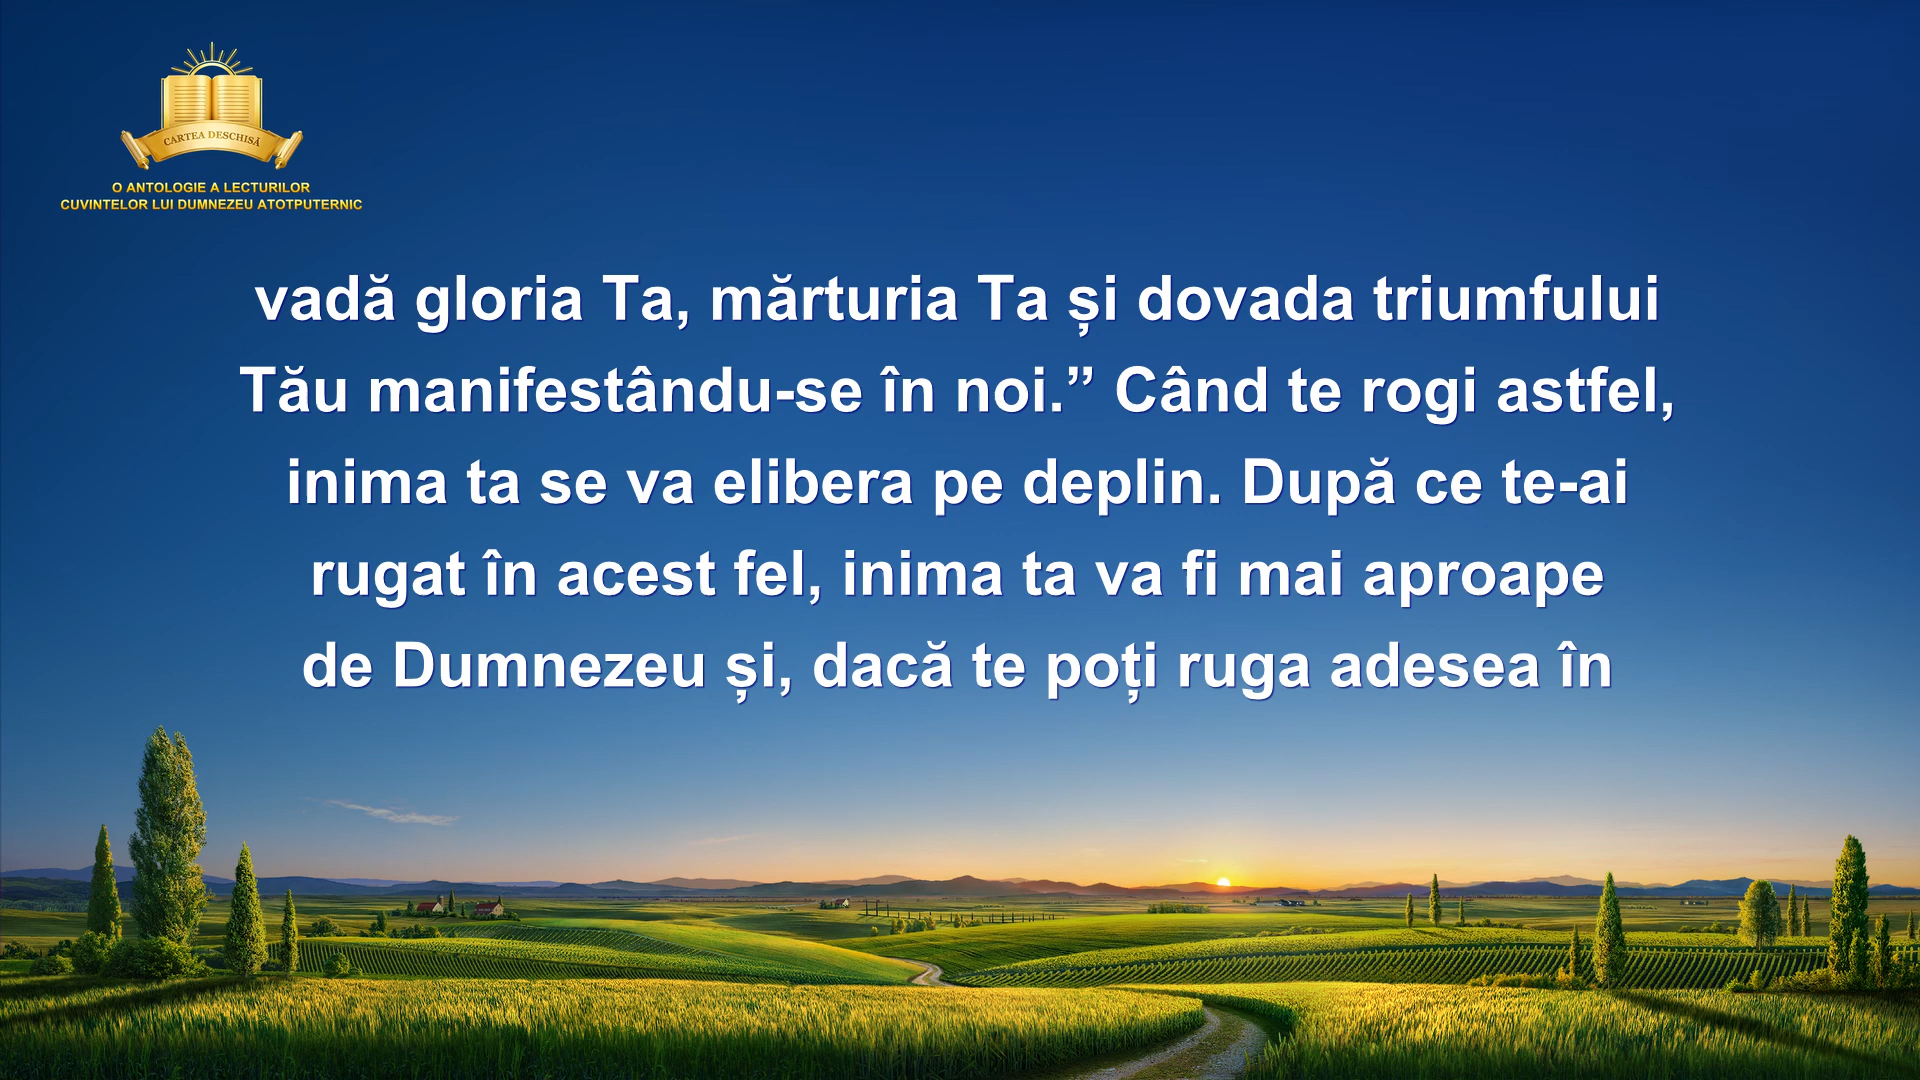 CARTEA DESCHISĂ
O ANTOLOGIE A LECTURILOR
CUVINTELOR LUI DUMNEZEU ATOTPUTERNIC
vadă gloria Ta, mărturia Ta și dovada triumfului
Tău manifestându-se în noi.” Când te rogi astfel,
inima ta se va elibera pe deplin. După ce te-ai
rugat în acest fel, inima ta va fi mai aproape
de Dumnezeu și, dacă te poți ruga adesea în